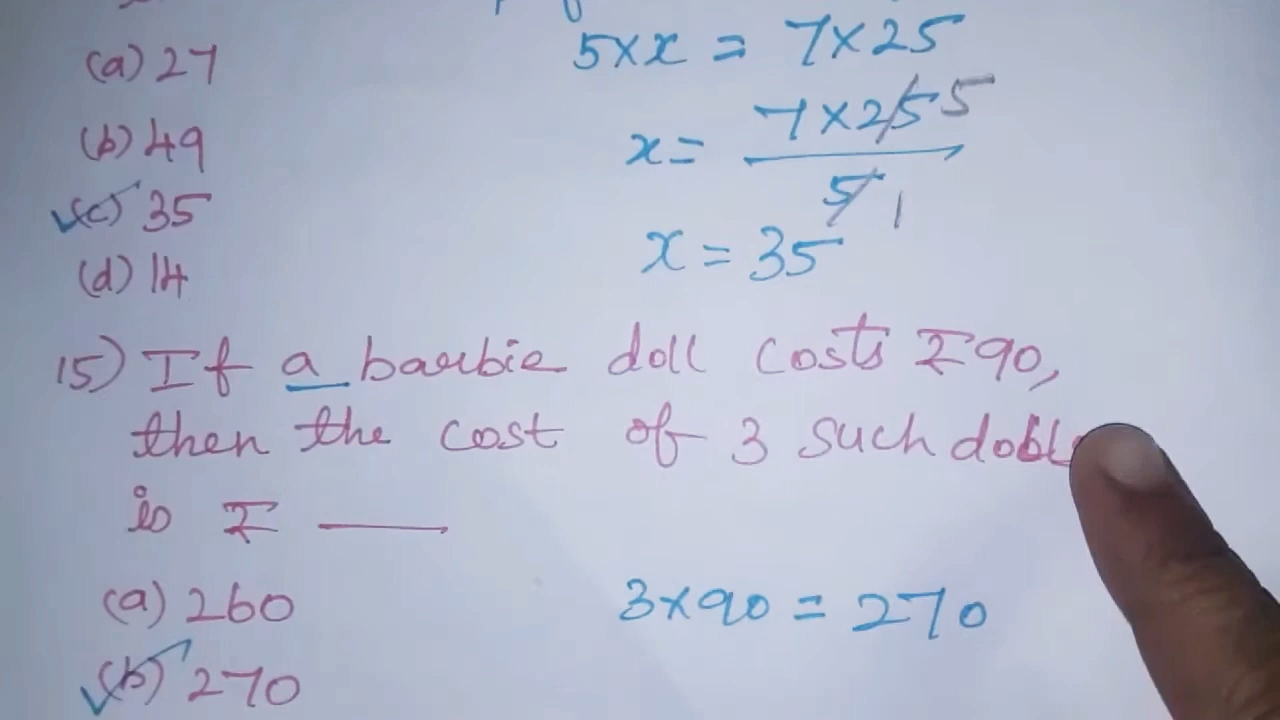 (a) 27
5×x = 7×25
(b) 49
x = 7×25 5
5 1
(c) 35
x = 35
(d) 14
15) If a barbie doll costs ₹90,
then the cost of 3 such dolls
is ₹ ———
(a) 260
3×90 = 270
(b) 270